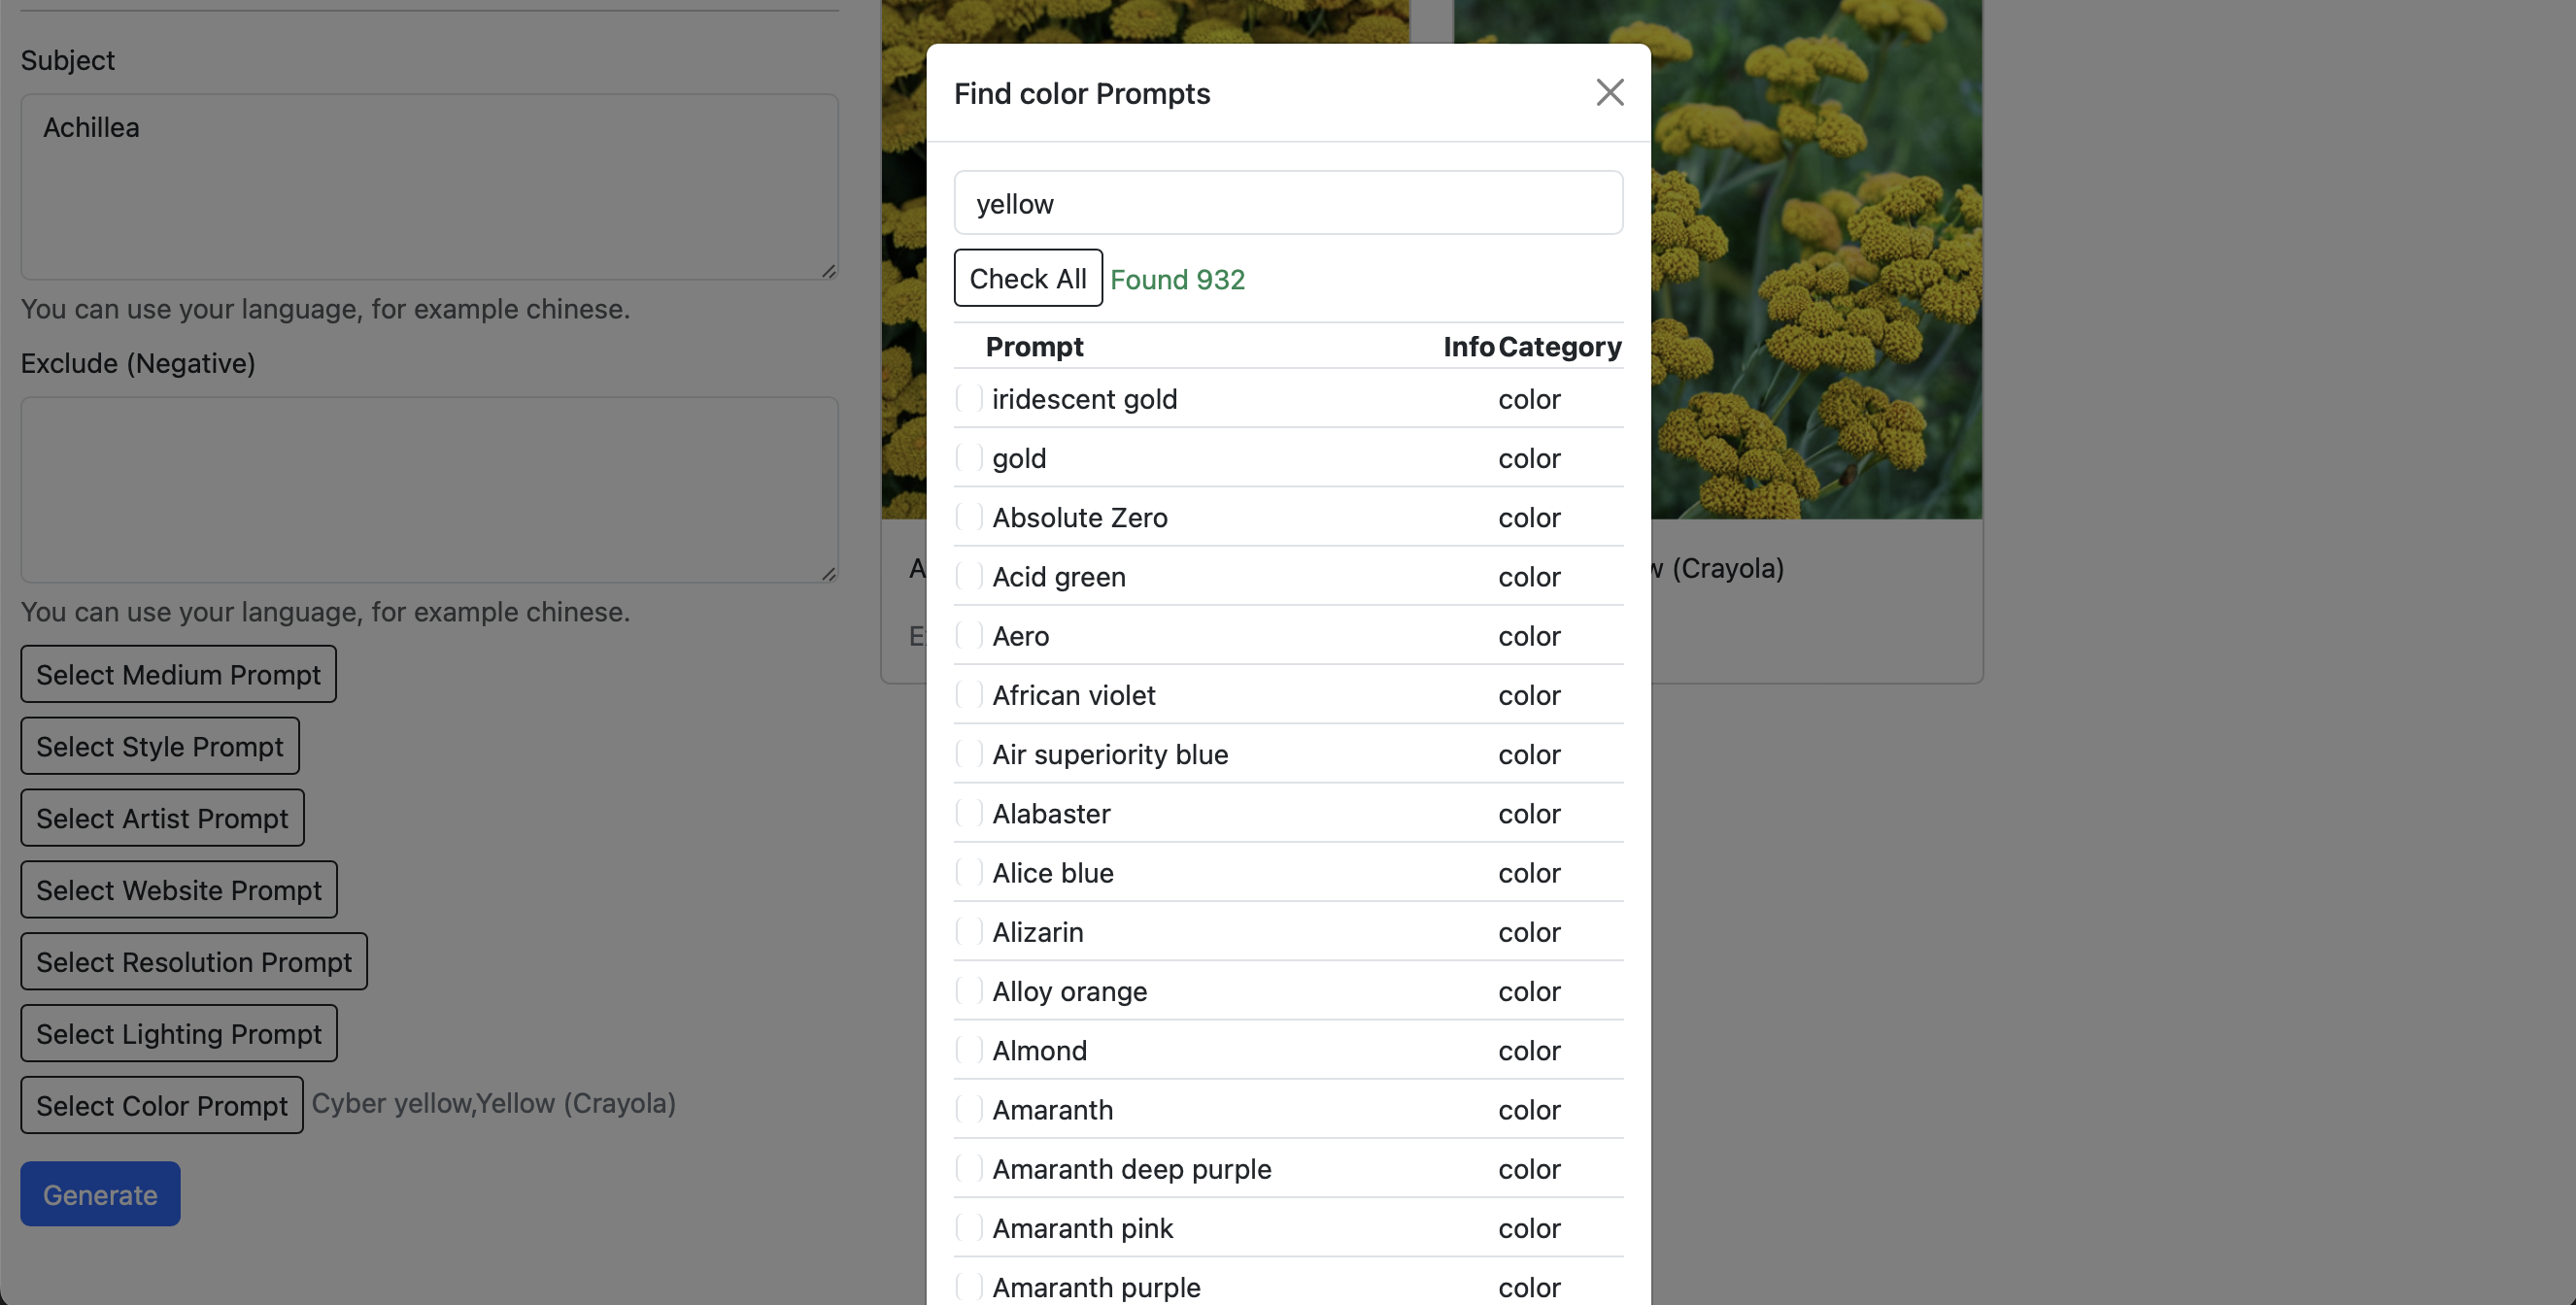 Subject
Achillea
You can use your language, for example chinese.
Exclude (Negative)
You can use your language, for example chinese.
Select Medium Prompt
Select Style Prompt
Select Artist Prompt
Select Website Prompt
Select Resolution Prompt
Select Lighting Prompt
Select Color Prompt Cyber yellow,Yellow (Crayola)
Generate
(Crayola)
Find color Prompts
yellow
Check All Found 932
Prompt Info Category
iridescent gold color
gold color
Absolute Zero color
Acid green color
Aero color
African violet color
Air superiority blue color
Alabaster color
Alice blue color
Alizarin color
Alloy orange color
Almond color
Amaranth color
Amaranth deep purple color
Amaranth pink color
Amaranth purple color